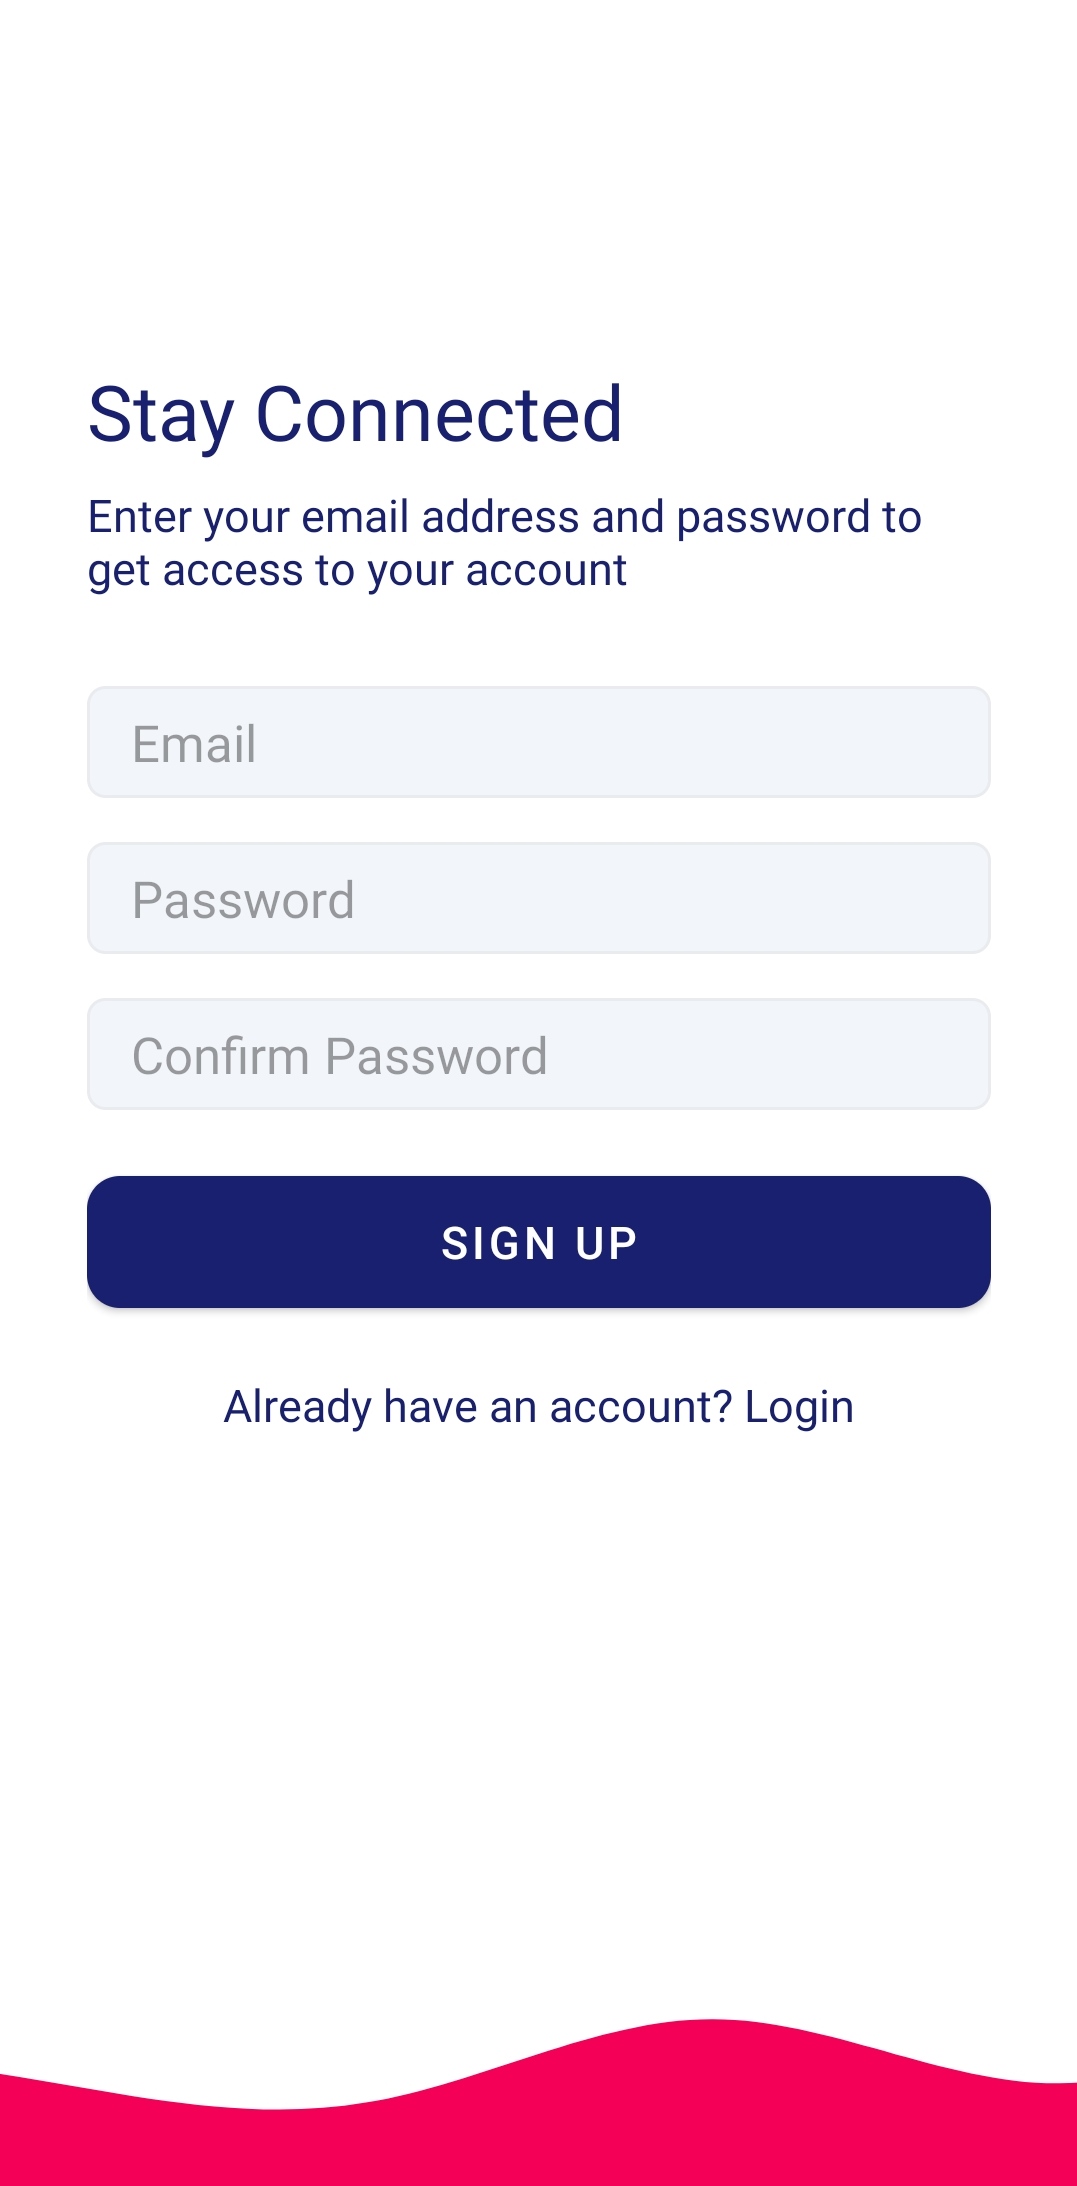 Stay Connected
Enter your email address and password to
get access to your account
Email
Password
Confirm Password
SIGN UP
Already have an account? Login